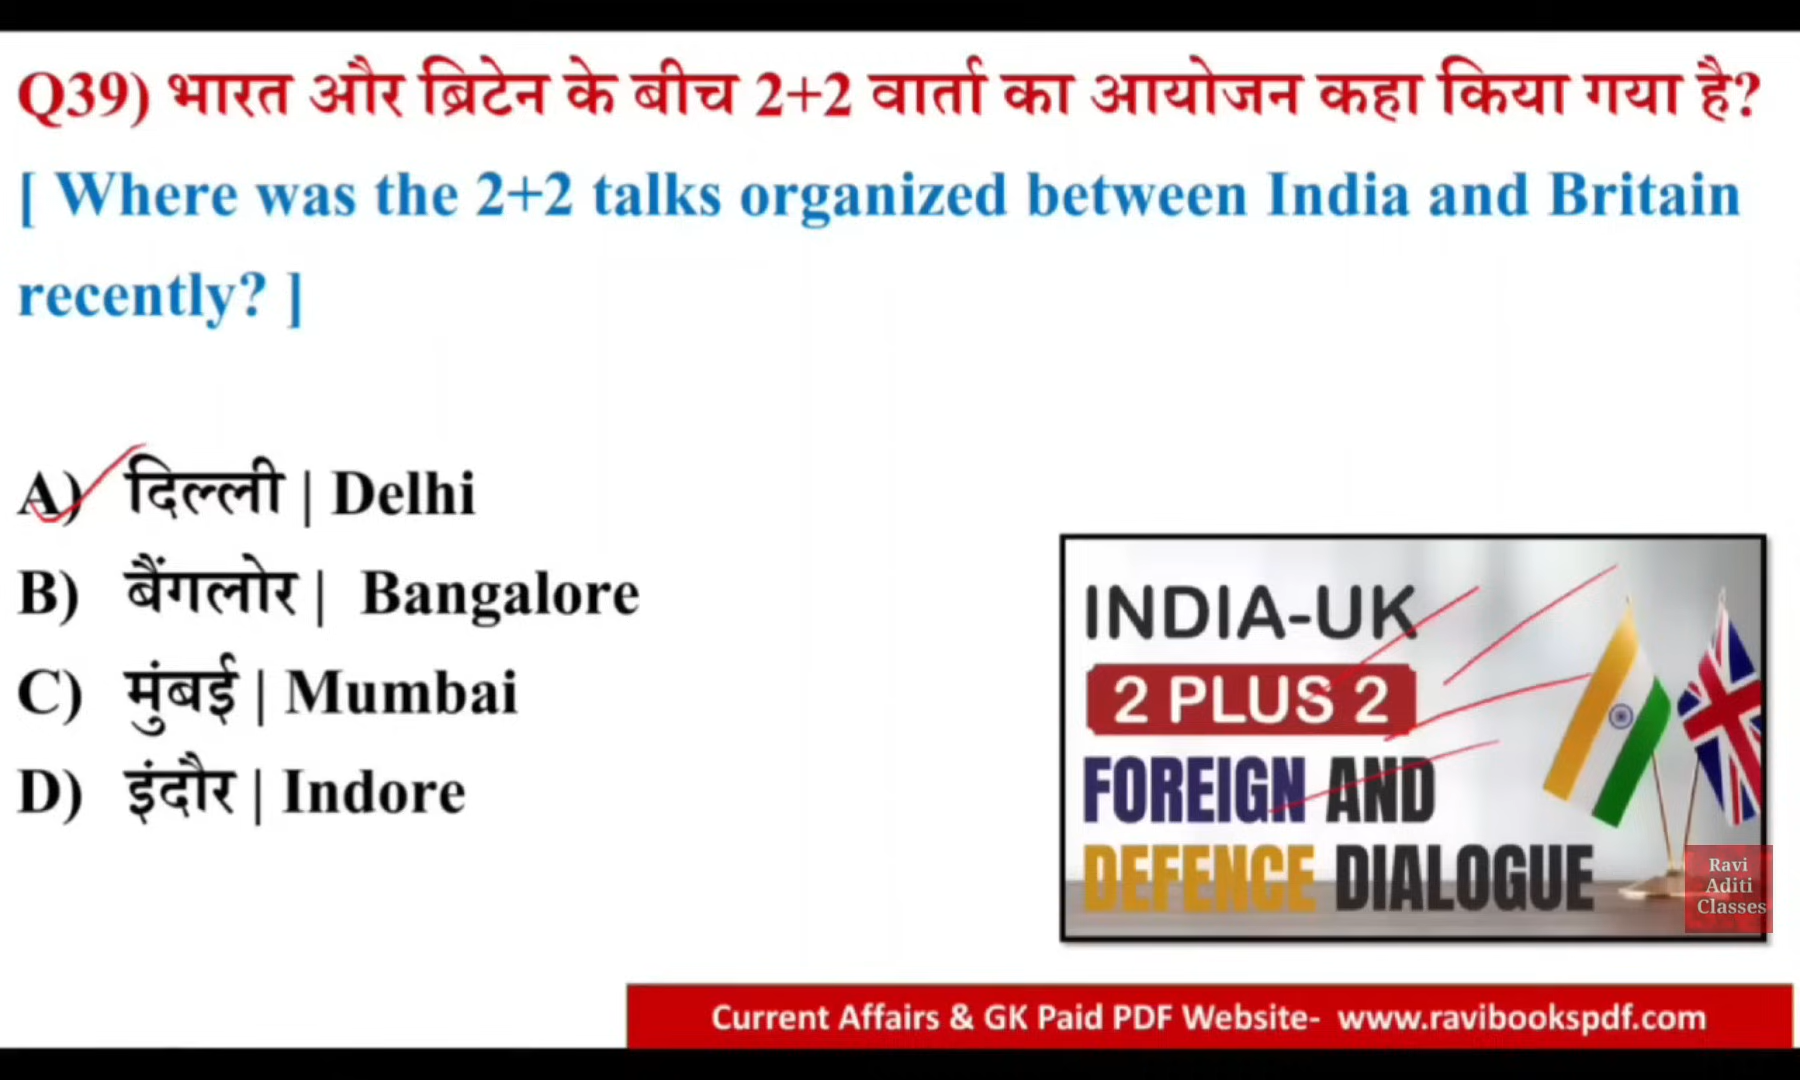 Q39) भारत और ब्रिटेन के बीच 2+2 वार्ता का आयोजन कहा किया गया है?
[ Where was the 2+2 talks organized between India and Britain
recently? ]
A) दिल्ली | Delhi
B) बैंगलोर | Bangalore
C) मुंबई | Mumbai
D) इंदौर | Indore
INDIA-UK
2 PLUS 2
FOREIGN AND
DEFENCE DIALOGUE
Ravi
Aditi
Classes
Current Affairs & GK Paid PDF Website- www.ravibookspdf.com